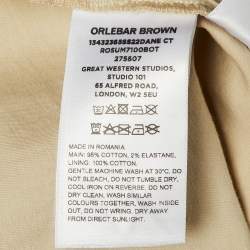 ORLEBAR BROWN
13432365S22DANE CT
ROSUM7100BOT
275607
GREAT WESTERN STUDIOS,
STUDIO 101
65 ALFRED ROAD,
LONDON, W2 5EU
MADE IN ROMANIA
MAIN: 98% COTTON, 2% ELASTANE,
LINING: 100% COTTON.
GENTLE MACHINE WASH AT 30°C. DO
NOT BLEACH, DO NOT TUMBLE DRY.
COOL IRON ON REVERSE. DO NOT
DRY CLEAN. WASH SIMILAR
COLOURS TOGETHER. WASH INSIDE
OUT. DO NOT WRING. DRY AWAY
FROM DIRECT SUNLIGHT.